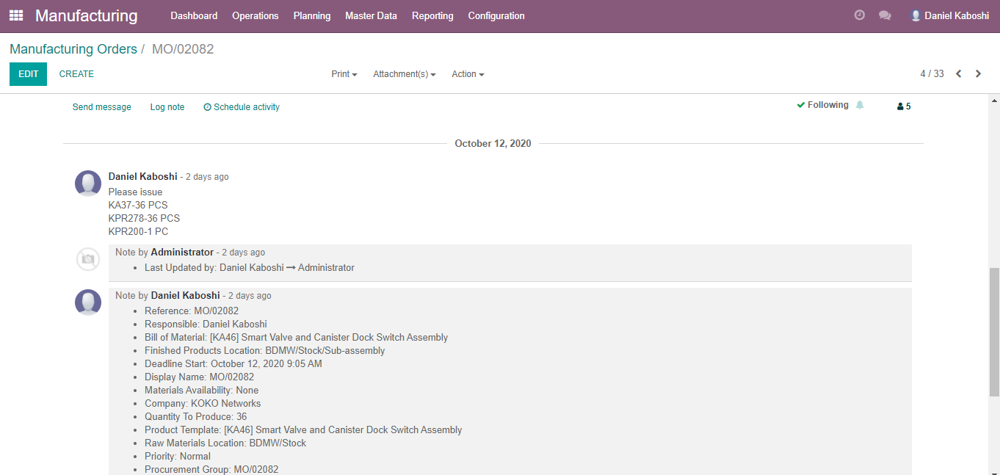 Manufacturing Dashboard Operations Planning Master Data Reporting Configuration Daniel Kaboshi
Manufacturing Orders / MO/02082
EDIT CREATE Print Attachment(s) Action 4 / 33
Send message Log note Schedule activity Following 5
October 12, 2020
Daniel Kaboshi - 2 days ago
Please issue
KA37-36 PCS
KPR278-36 PCS
KPR200-1 PC
Note by Administrator - 2 days ago
• Last Updated by: Daniel Kaboshi → Administrator
Note by Daniel Kaboshi - 2 days ago
• Reference: MO/02082
• Responsible: Daniel Kaboshi
• Bill of Material: [KA46] Smart Valve and Canister Dock Switch Assembly
• Finished Products Location: BDMW/Stock/Sub-assembly
• Deadline Start: October 12, 2020 9:05 AM
• Display Name: MO/02082
• Materials Availability: None
• Company: KOKO Networks
• Quantity To Produce: 36
• Product Template: [KA46] Smart Valve and Canister Dock Switch Assembly
• Raw Materials Location: BDMW/Stock
• Priority: Normal
• Procurement Group: MO/02082